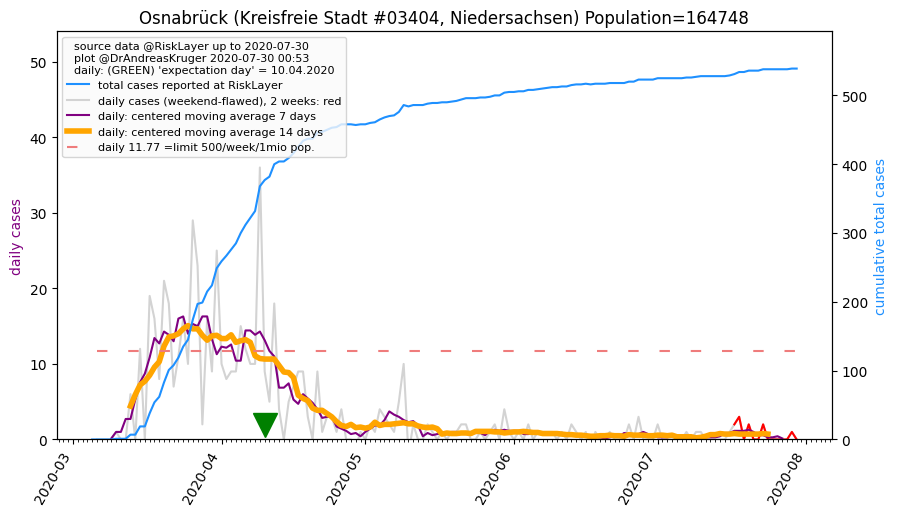 Osnabrück (Kreisfreie Stadt #03404, Niedersachsen) Population=164748
source data @RiskLayer up to 2020-07-30
plot @DrAndreasKruger 2020-07-30 00:53
daily: (GREEN) 'expectation day' = 10.04.2020
total cases reported at RiskLayer
daily cases (weekend-flawed), 2 weeks: red
daily: centered moving average 7 days
daily: centered moving average 14 days
daily 11.77 =limit 500/week/1mio pop.
daily cases
50
40
30
20
10
0
cumulative total cases
500
400
300
200
100
0
2020-03
2020-04
2020-05
2020-06
2020-07
2020-08